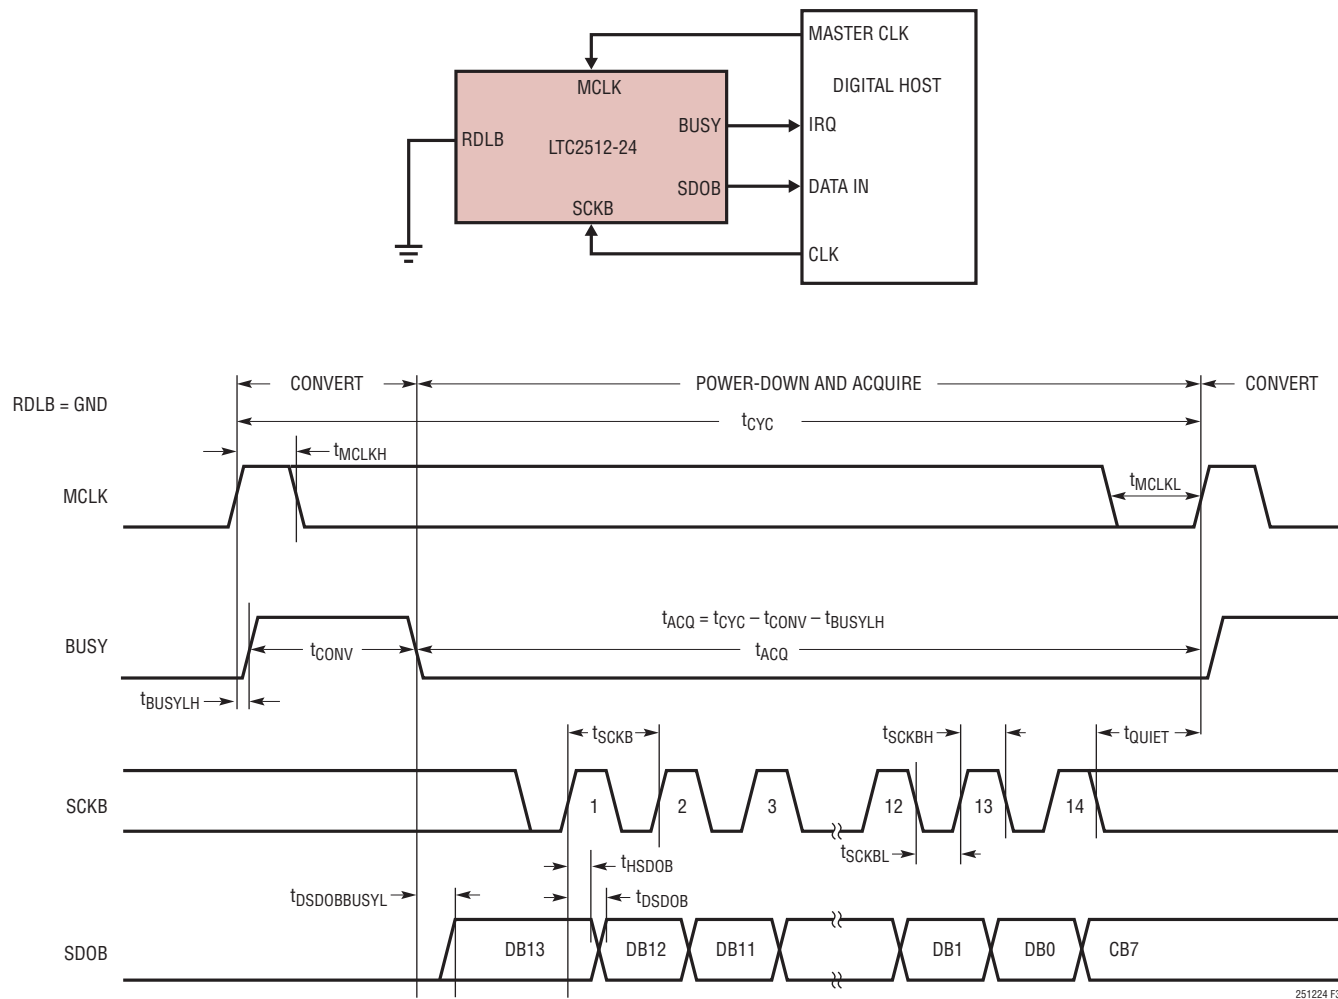 MASTER CLK
MCLK
DIGITAL HOST
BUSY
IRQ
RDLB
LTC2512-24
SDOB
DATA IN
SCKB
CLK
CONVERT
POWER-DOWN AND ACQUIRE
CONVERT
RDLB = GND
tCYC
tMCLKH
MCLK
tMCLKL
tACQ = tCYC – tCONV – tBUSYLH
BUSY
tCONV
tACQ
tBUSYLH
tSCKB
tSCKBH
tQUIET
SCKB
1
2
3
12
13
14
tSCKBL
tHSDOB
tDSDOBBUSYL
tDSDOB
SDOB
DB13
DB12
DB11
DB1
DB0
CB7